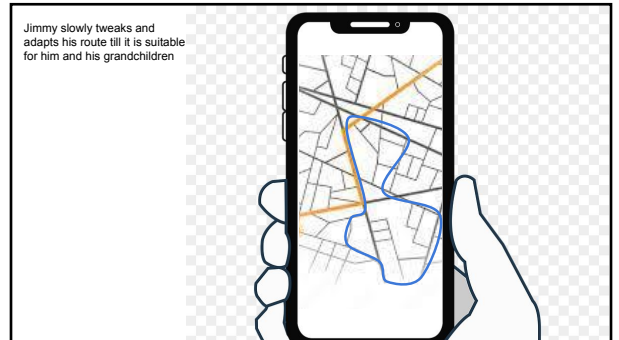 Jimmy slowly tweaks and
adapts his route till it is suitable
for him and his grandchildren